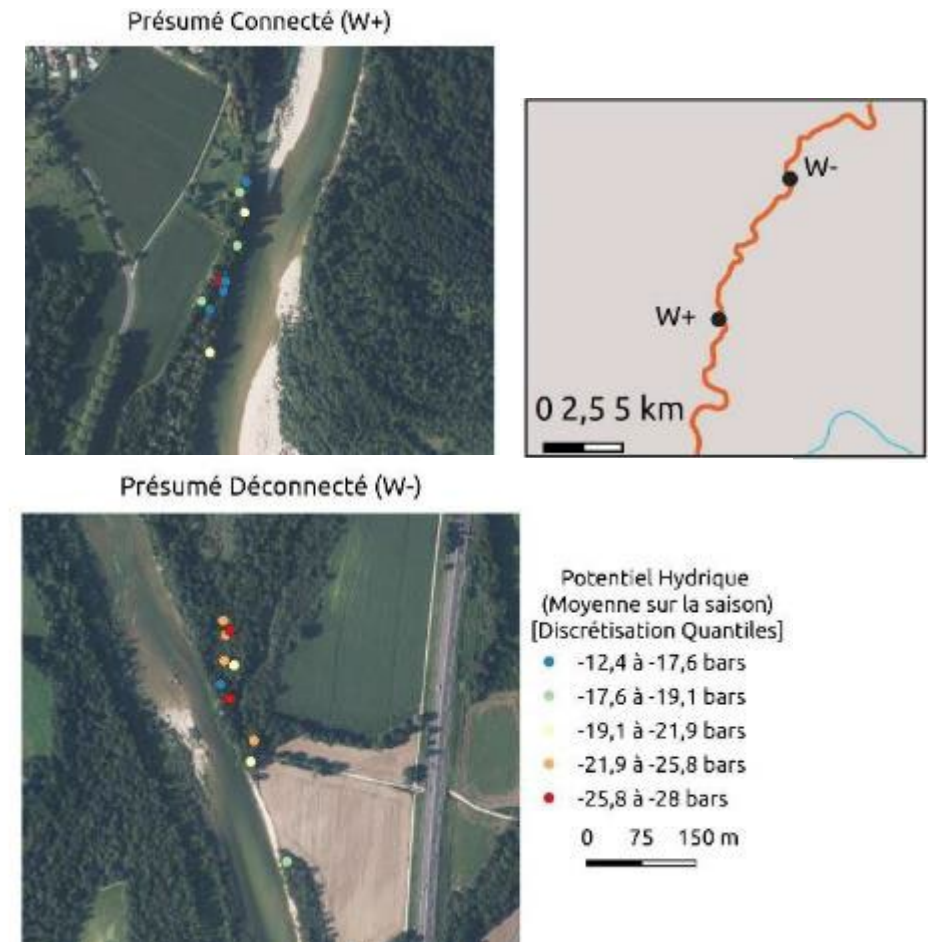 Présumé Connecté (W+)
W-
W+
0 2,5 5 km
Présumé Déconnecté (W-)
Potentiel Hydrique
(Moyenne sur la saison)
[Discrétisation Quantiles]
-12,4 à -17,6 bars
-17,6 à -19,1 bars
-19,1 à -21,9 bars
-21,9 à -25,8 bars
-25,8 à -28 bars
0 75 150 m